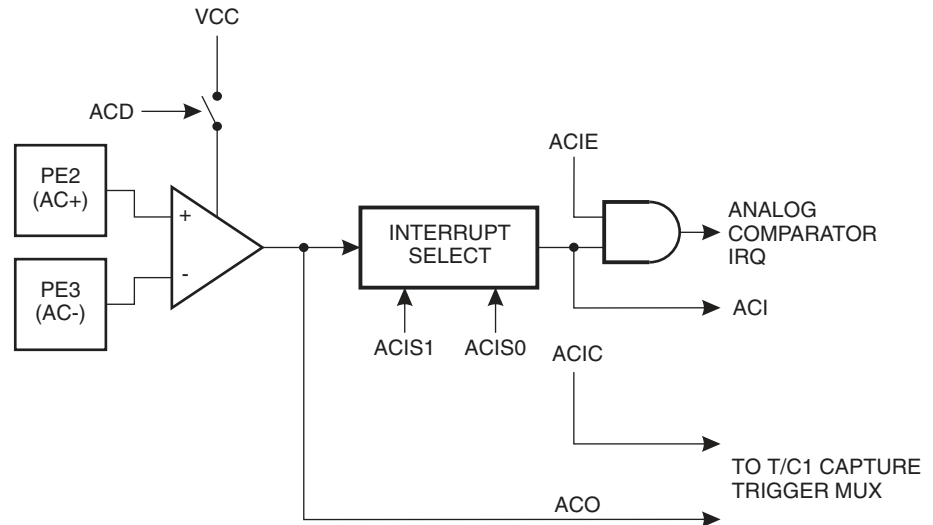 VCC
ACD
PE2
(AC+)
+
-
PE3
(AC-)
INTERRUPT
SELECT
ACIS1
ACIS0
ACIE
ANALOG
COMPARATOR
IRQ
ACI
ACIC
TO T/C1 CAPTURE
TRIGGER MUX
ACO